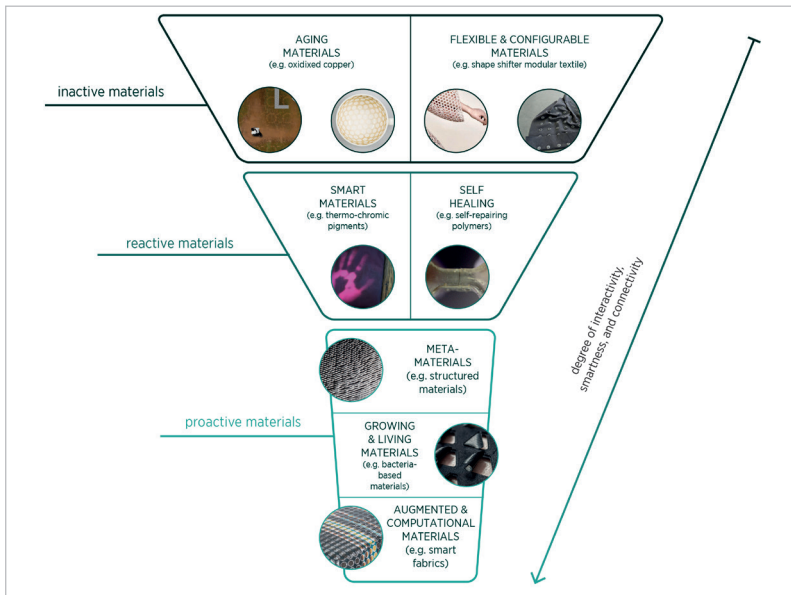 AGING
MATERIALS
(e.g. oxidixed copper)
FLEXIBLE & CONFIGURABLE
MATERIALS
(e.g. shape shifter modular textile)
inactive materials
L
SMART
MATERIALS
(e.g. thermo-chromic
pigments)
SELF
HEALING
(e.g. self-repairing
polymers)
reactive materials
degree of interactivity,
smartness, and connectivity
META-
MATERIALS
(e.g. structured
materials)
proactive materials
GROWING
& LIVING
MATERIALS
(e.g. bacteria-
based
materials)
AUGMENTED &
COMPUTATIONAL
MATERIALS
(e.g. smart
fabrics)